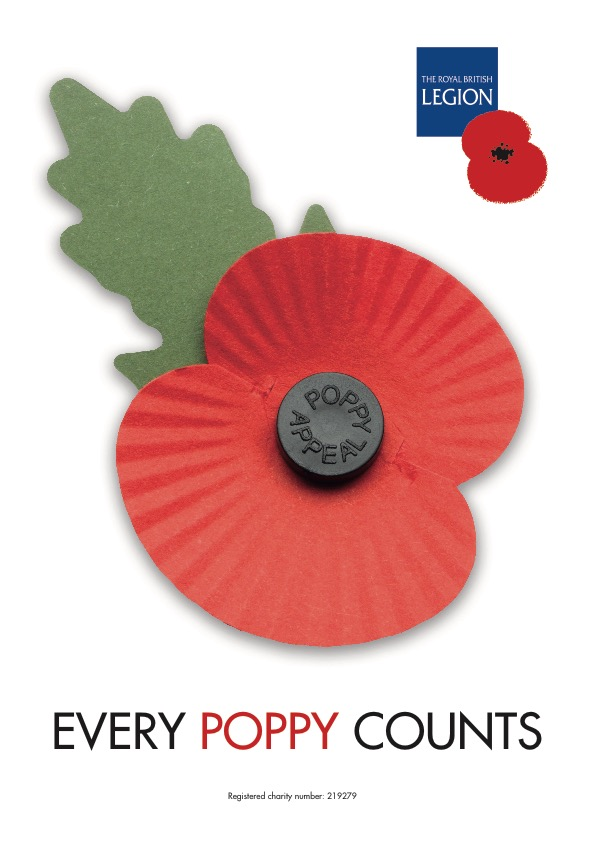 THE ROYAL BRITISH
LEGION
POPPY
APPEAL
EVERY POPPY COUNTS
Registered charity number: 219279